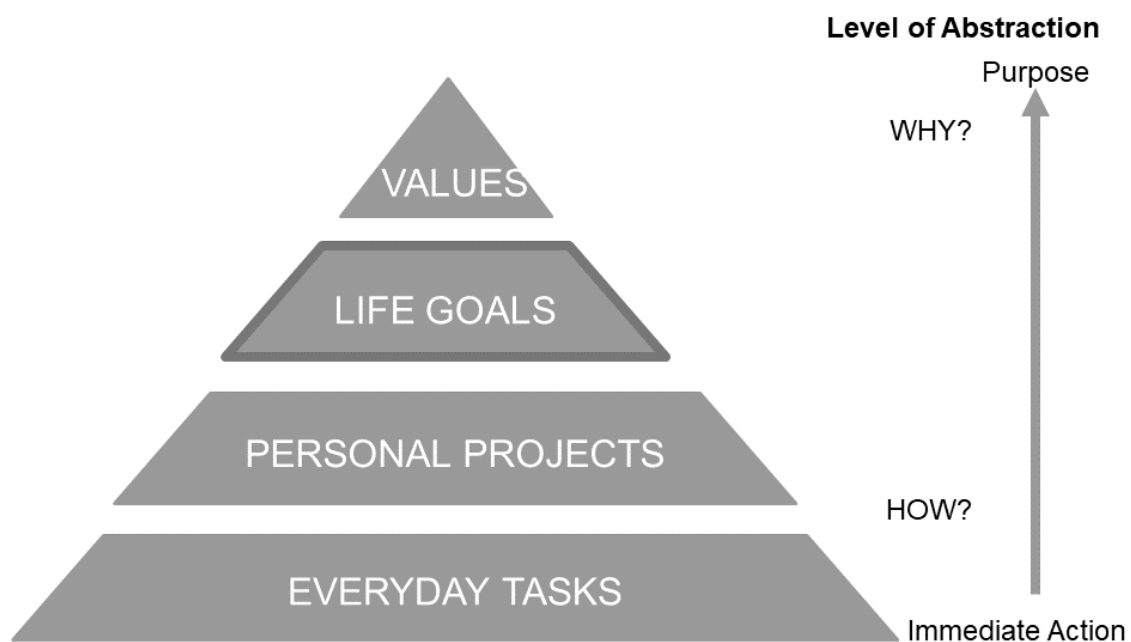 Level of Abstraction
Purpose
WHY?
VALUES
LIFE GOALS
PERSONAL PROJECTS
HOW?
EVERYDAY TASKS
Immediate Action